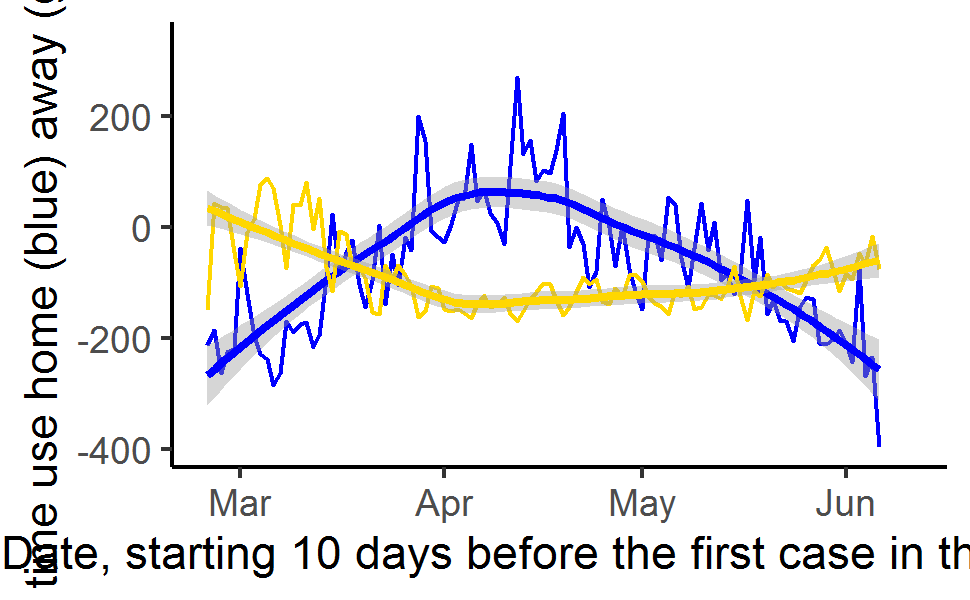 time use home (blue) away (
200
0
-200
-400
Mar Apr May Jun
Date, starting 10 days before the first case in th